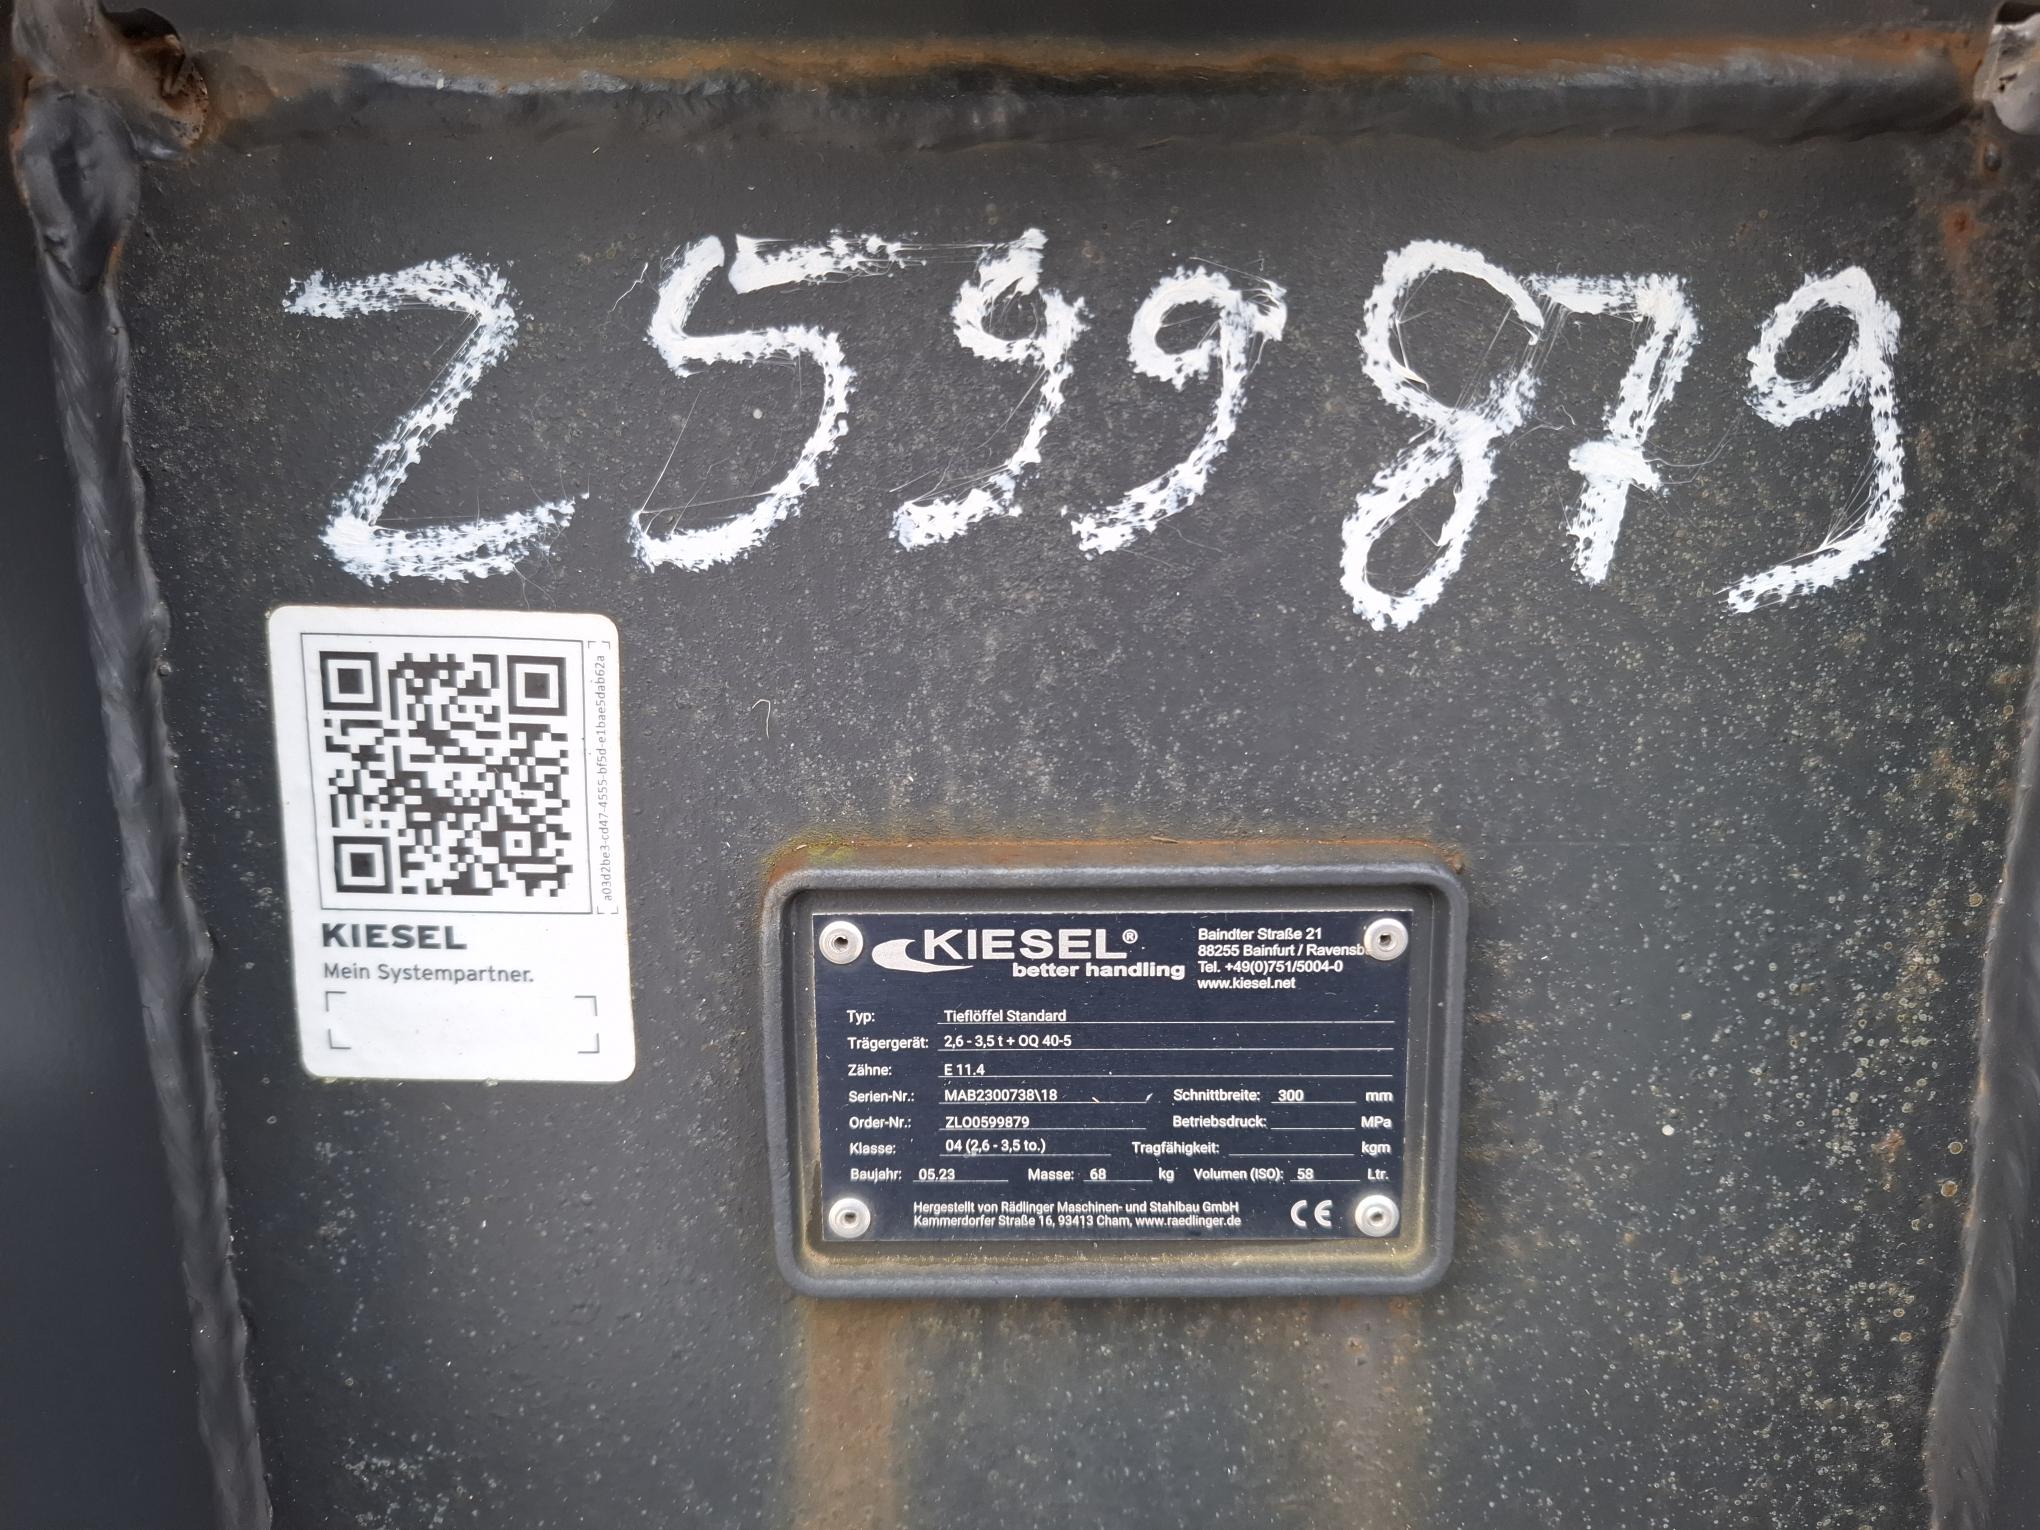 2599879
a03d2be3-cd47-4555-bf5d-e1bae5dab62a
KIESEL
Mein Systempartner.
KIESEL®
better handling
Baindter Straße 21
88255 Bainfurt / Ravensb
Tel. +49(0)751/5004-0
www.kiesel.net
Typ: Tieflöffel Standard
Trägergerät: 2,6 - 3,5 t + OQ 40-5
Zähne: E 11.4
Serien-Nr.: MAB2300738\18 Schnittbreite: 300 mm
Order-Nr.: ZLO0599879 Betriebsdruck: MPa
Klasse: 04 (2,6 - 3,5 to.) Tragfähigkeit: kgm
Baujahr: 05.23 Masse: 68 kg Volumen (ISO): 58 Ltr.
Hergestellt von Rädlinger Maschinen- und Stahlbau GmbH
Kammerdorfer Straße 16, 93413 Cham, www.raedlinger.de
CE